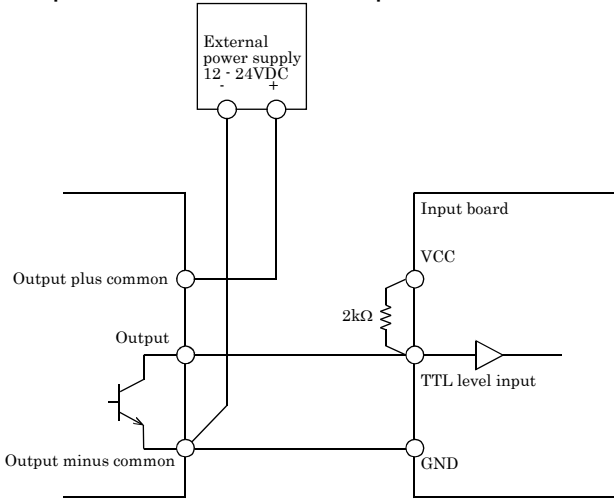 External
power supply
12 - 24VDC
- +
Input board
VCC
Output plus common
2kΩ
Output
TTL level input
Output minus common
GND